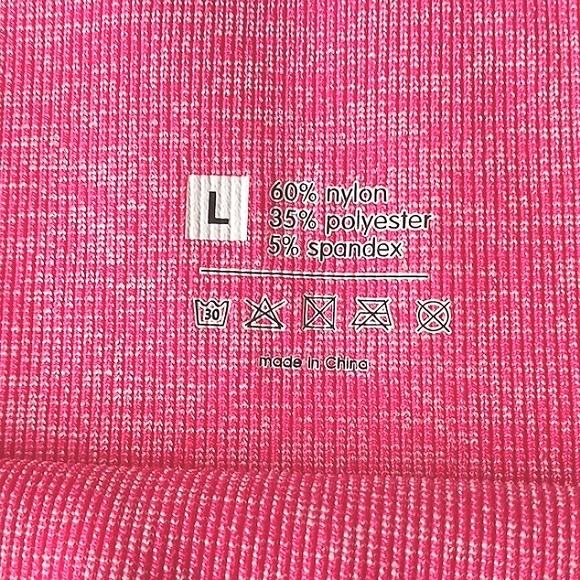 L
60% nylon
35% polyester
5% spandex
30
made in China